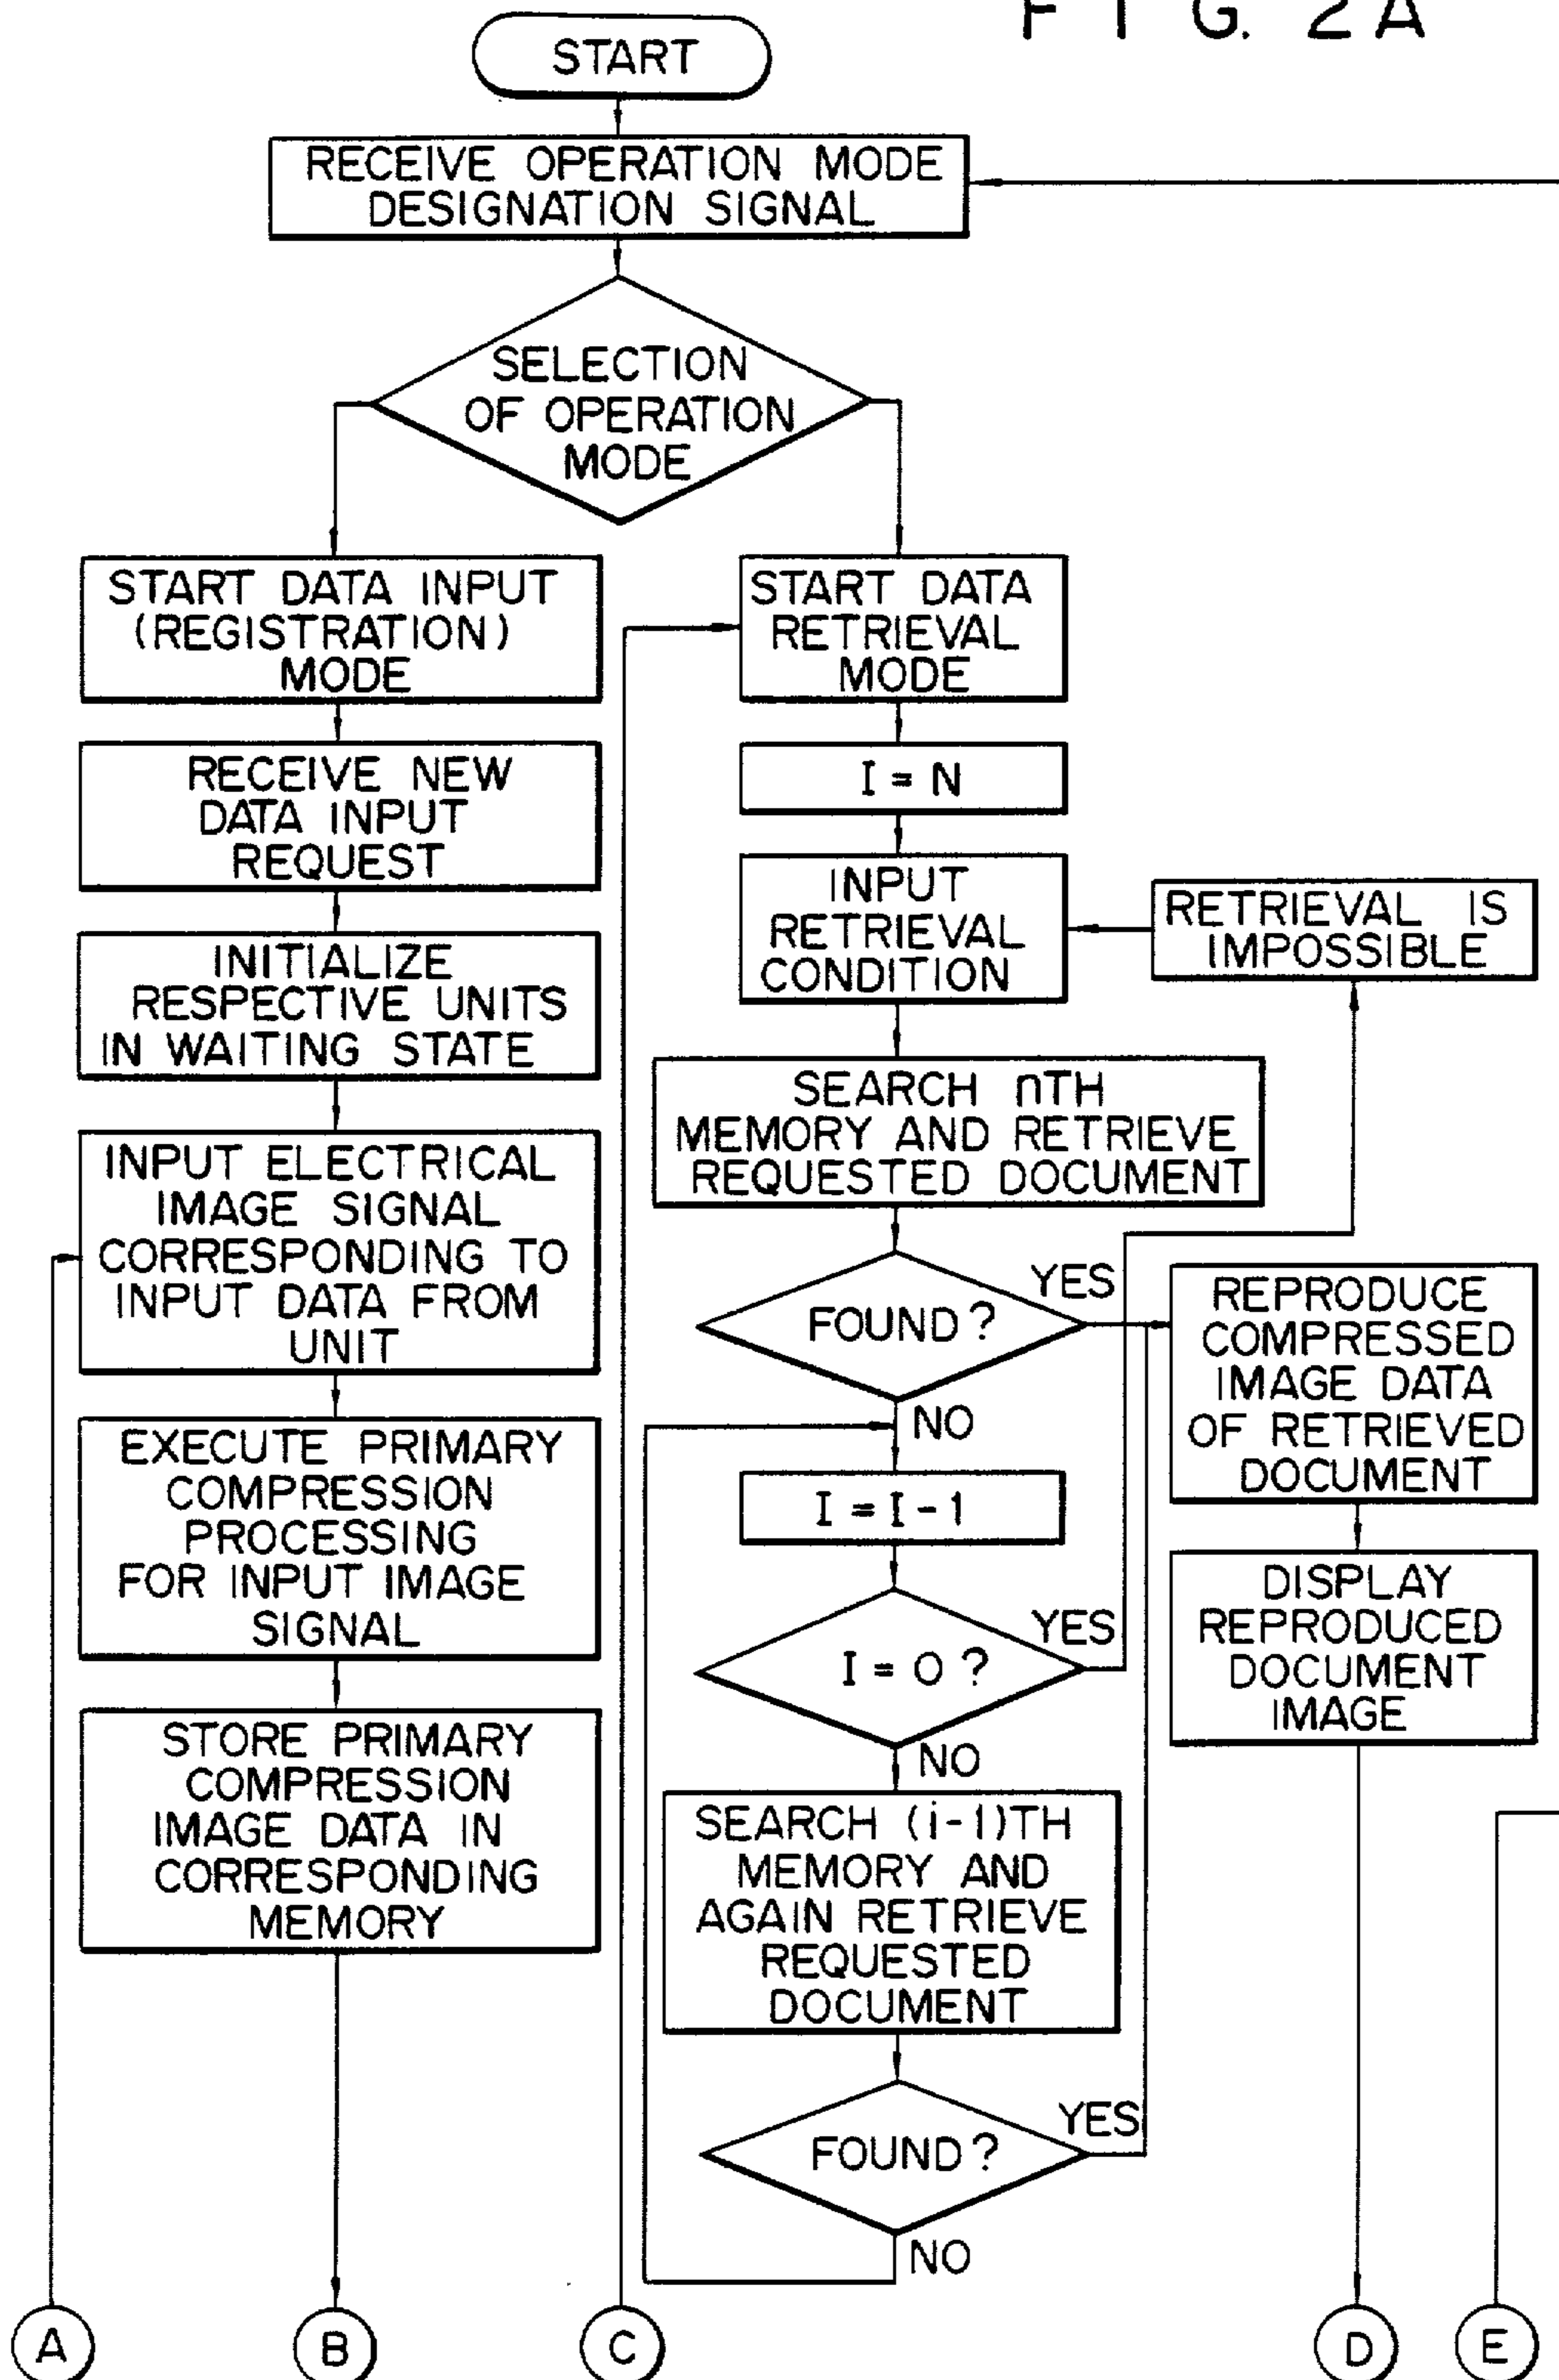 FIG. 2A
START
RECEIVE OPERATION MODE
DESIGNATION SIGNAL
SELECTION
OF OPERATION
MODE
START DATA INPUT
(REGISTRATION)
MODE
RECEIVE NEW
DATA INPUT
REQUEST
INITIALIZE
RESPECTIVE UNITS
IN WAITING STATE
INPUT ELECTRICAL
IMAGE SIGNAL
CORRESPONDING TO
INPUT DATA FROM
UNIT
EXECUTE PRIMARY
COMPRESSION
PROCESSING
FOR INPUT IMAGE
SIGNAL
STORE PRIMARY
COMPRESSION
IMAGE DATA IN
CORRESPONDING
MEMORY
START DATA
RETRIEVAL
MODE
I = N
INPUT
RETRIEVAL
CONDITION
RETRIEVAL IS
IMPOSSIBLE
SEARCH nTH
MEMORY AND RETRIEVE
REQUESTED DOCUMENT
FOUND?
YES
NO
I = I - 1
I = 0 ?
YES
NO
SEARCH (i-1)TH
MEMORY AND
AGAIN RETRIEVE
REQUESTED
DOCUMENT
FOUND?
YES
NO
REPRODUCE
COMPRESSED
IMAGE DATA
OF RETRIEVED
DOCUMENT
DISPLAY
REPRODUCED
DOCUMENT
IMAGE
A
B
C
D
E